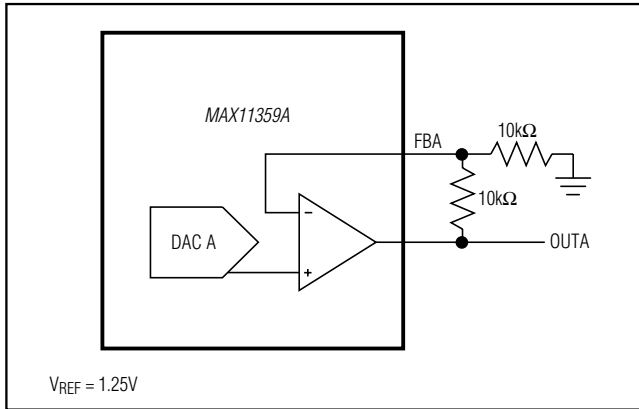 MAX11359A
FBA
10kΩ
10kΩ
DAC A
−
+
OUTA
VREF = 1.25V